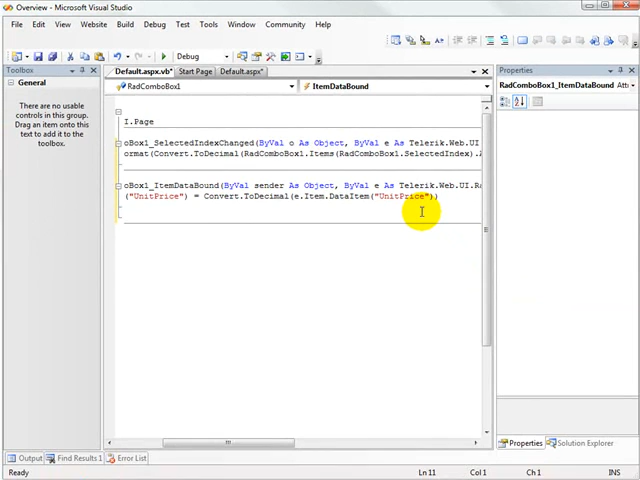 Overview - Microsoft Visual Studio
File Edit View Website Build Debug Test Tools Window Community Help
Debug
Toolbox
General
There are no usable
controls in this group.
Drag an item onto this
text to add it to the
toolbox.
Default.aspx.vb* Start Page Default.aspx*
RadComboBox1 ItemDataBound
I.Page
oBox1_SelectedIndexChanged(ByVal o As Object, ByVal e As Telerik.Web.UI
ormat(Convert.ToDecimal(RadComboBox1.Items(RadComboBox1.SelectedIndex).A
oBox1_ItemDataBound(ByVal sender As Object, ByVal e As Telerik.Web.UI.Ra
("UnitPrice") = Convert.ToDecimal(e.Item.DataItem("UnitPrice"))
Properties
RadComboBox1_ItemDataBound Attr
Properties Solution Explorer
Output Find Results 1 Error List
Ready Ln 11 Col 1 Ch 1 INS